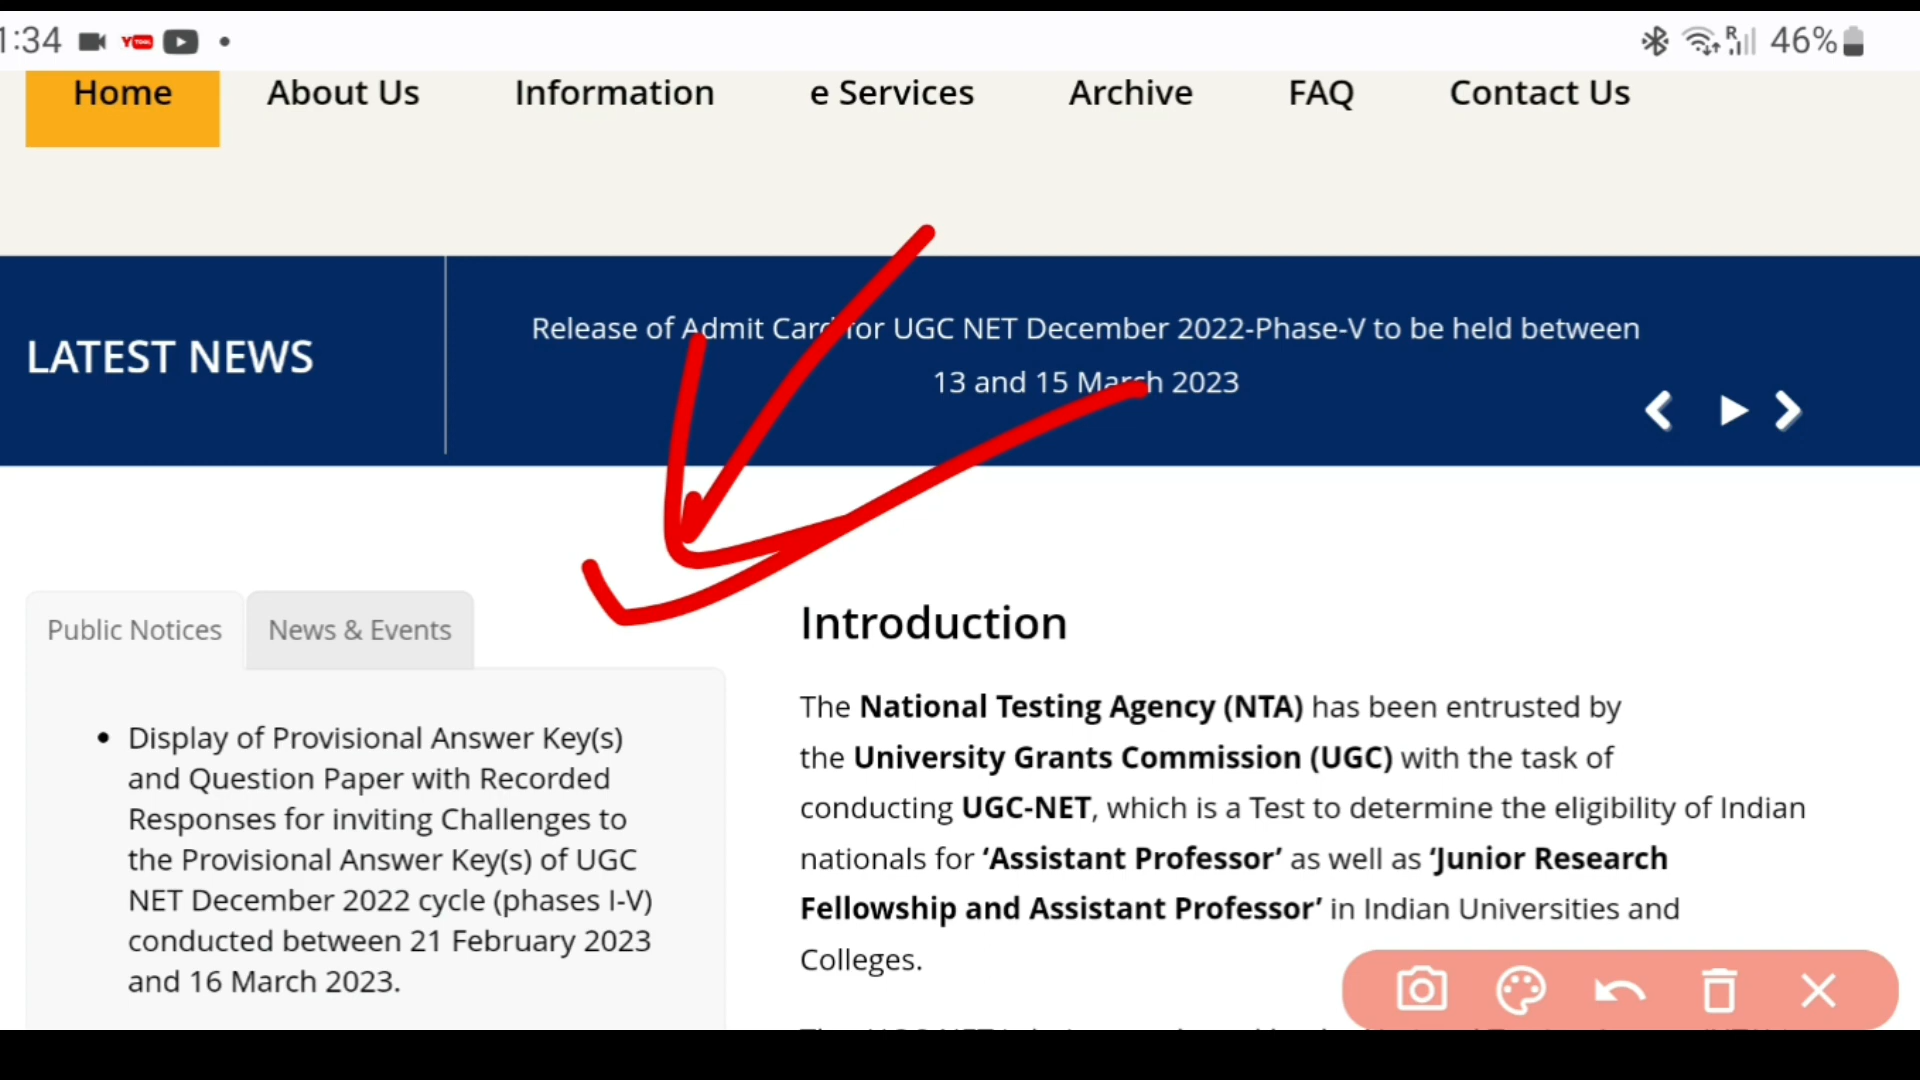 1:34
46%
Home About Us Information e Services Archive FAQ Contact Us
LATEST NEWS
Release of Admit Card for UGC NET December 2022-Phase-V to be held between
13 and 15 March 2023
Public Notices News & Events
Display of Provisional Answer Key(s)
and Question Paper with Recorded
Responses for inviting Challenges to
the Provisional Answer Key(s) of UGC
NET December 2022 cycle (phases I-V)
conducted between 21 February 2023
and 16 March 2023.
Introduction
The National Testing Agency (NTA) has been entrusted by
the University Grants Commission (UGC) with the task of
conducting UGC-NET, which is a Test to determine the eligibility of Indian
nationals for ‘Assistant Professor’ as well as ‘Junior Research
Fellowship and Assistant Professor’ in Indian Universities and
Colleges.